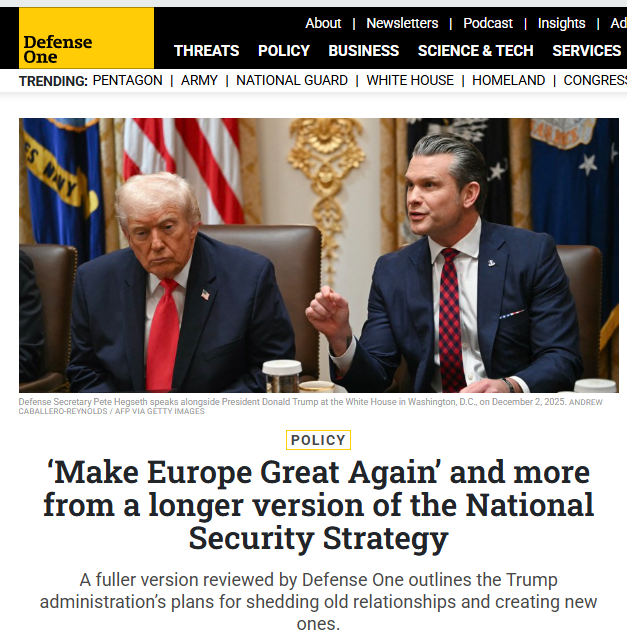 About | Newsletters | Podcast | Insights | Ad
Defense
One
THREATS POLICY BUSINESS SCIENCE & TECH SERVICES
TRENDING: PENTAGON | ARMY | NATIONAL GUARD | WHITE HOUSE | HOMELAND | CONGRESS
ES NAVY
Defense Secretary Pete Hegseth speaks alongside President Donald Trump at the White House in Washington, D.C., on December 2, 2025. ANDREW
CABALLERO-REYNOLDS / AFP VIA GETTY IMAGES
POLICY
‘Make Europe Great Again’ and more
from a longer version of the National
Security Strategy
A fuller version reviewed by Defense One outlines the Trump
administration’s plans for shedding old relationships and creating new
ones.